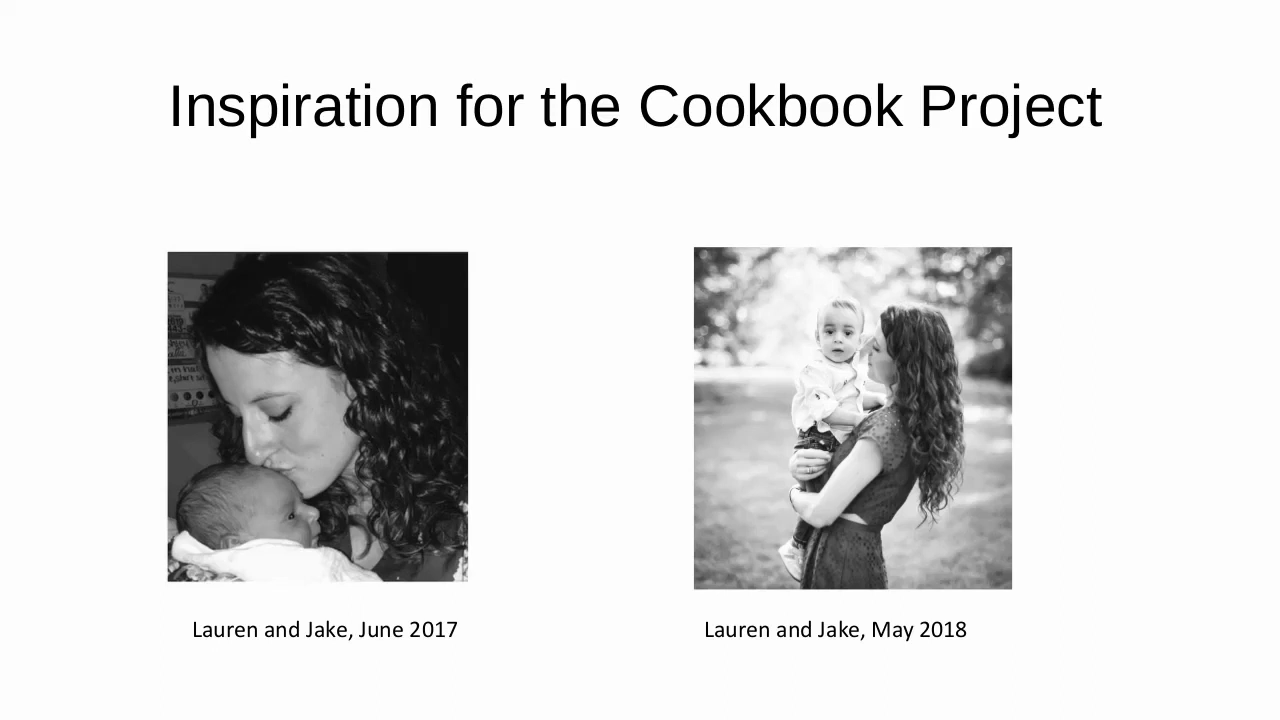 Inspiration for the Cookbook Project
Lauren and Jake, June 2017
Lauren and Jake, May 2018